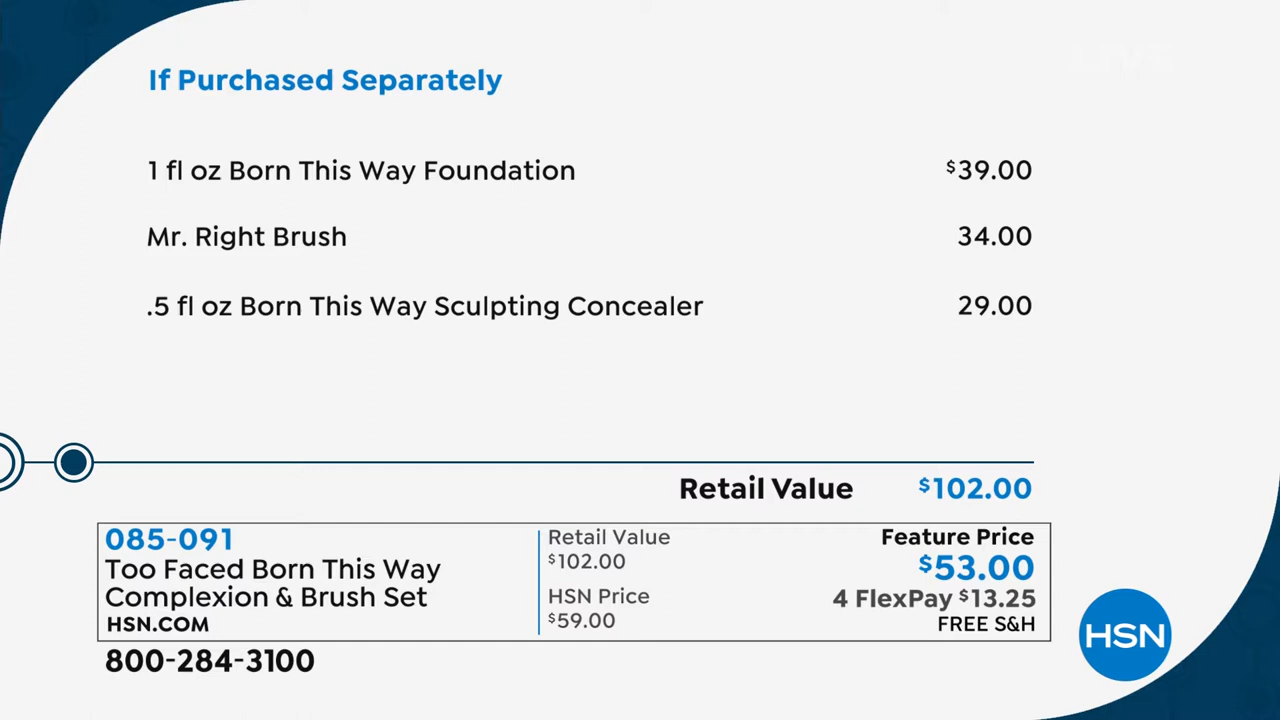 If Purchased Separately
1 fl oz Born This Way Foundation $39.00
Mr. Right Brush 34.00
.5 fl oz Born This Way Sculpting Concealer 29.00
Retail Value $102.00
085-091
Too Faced Born This Way
Complexion & Brush Set
HSN.COM
Retail Value
$102.00
HSN Price
$59.00
Feature Price
$53.00
4 FlexPay $13.25
FREE S&H
800-284-3100
HSN